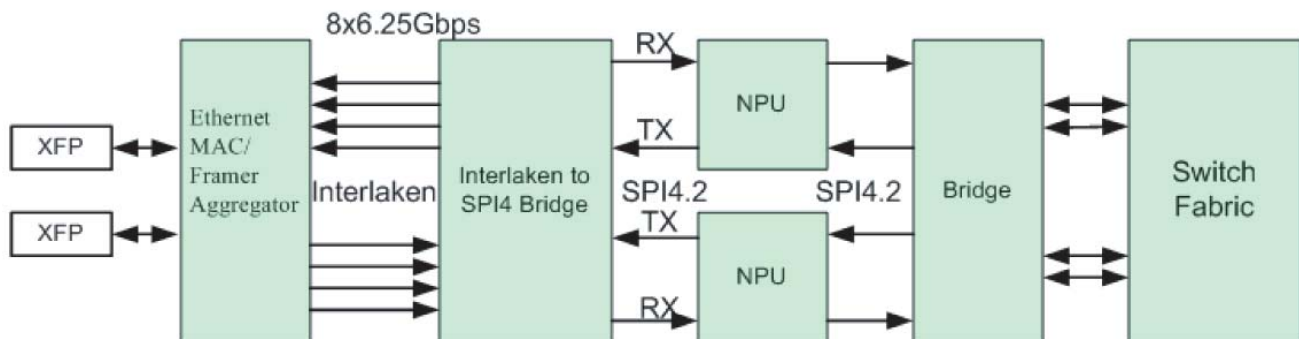 8x6.25Gbps
XFP
XFP
Ethernet
MAC/
Framer
Aggregator
Interlaken
Interlaken to
SPI4 Bridge
RX
TX
SPI4.2
TX
RX
NPU
NPU
SPI4.2
Bridge
Switch
Fabric